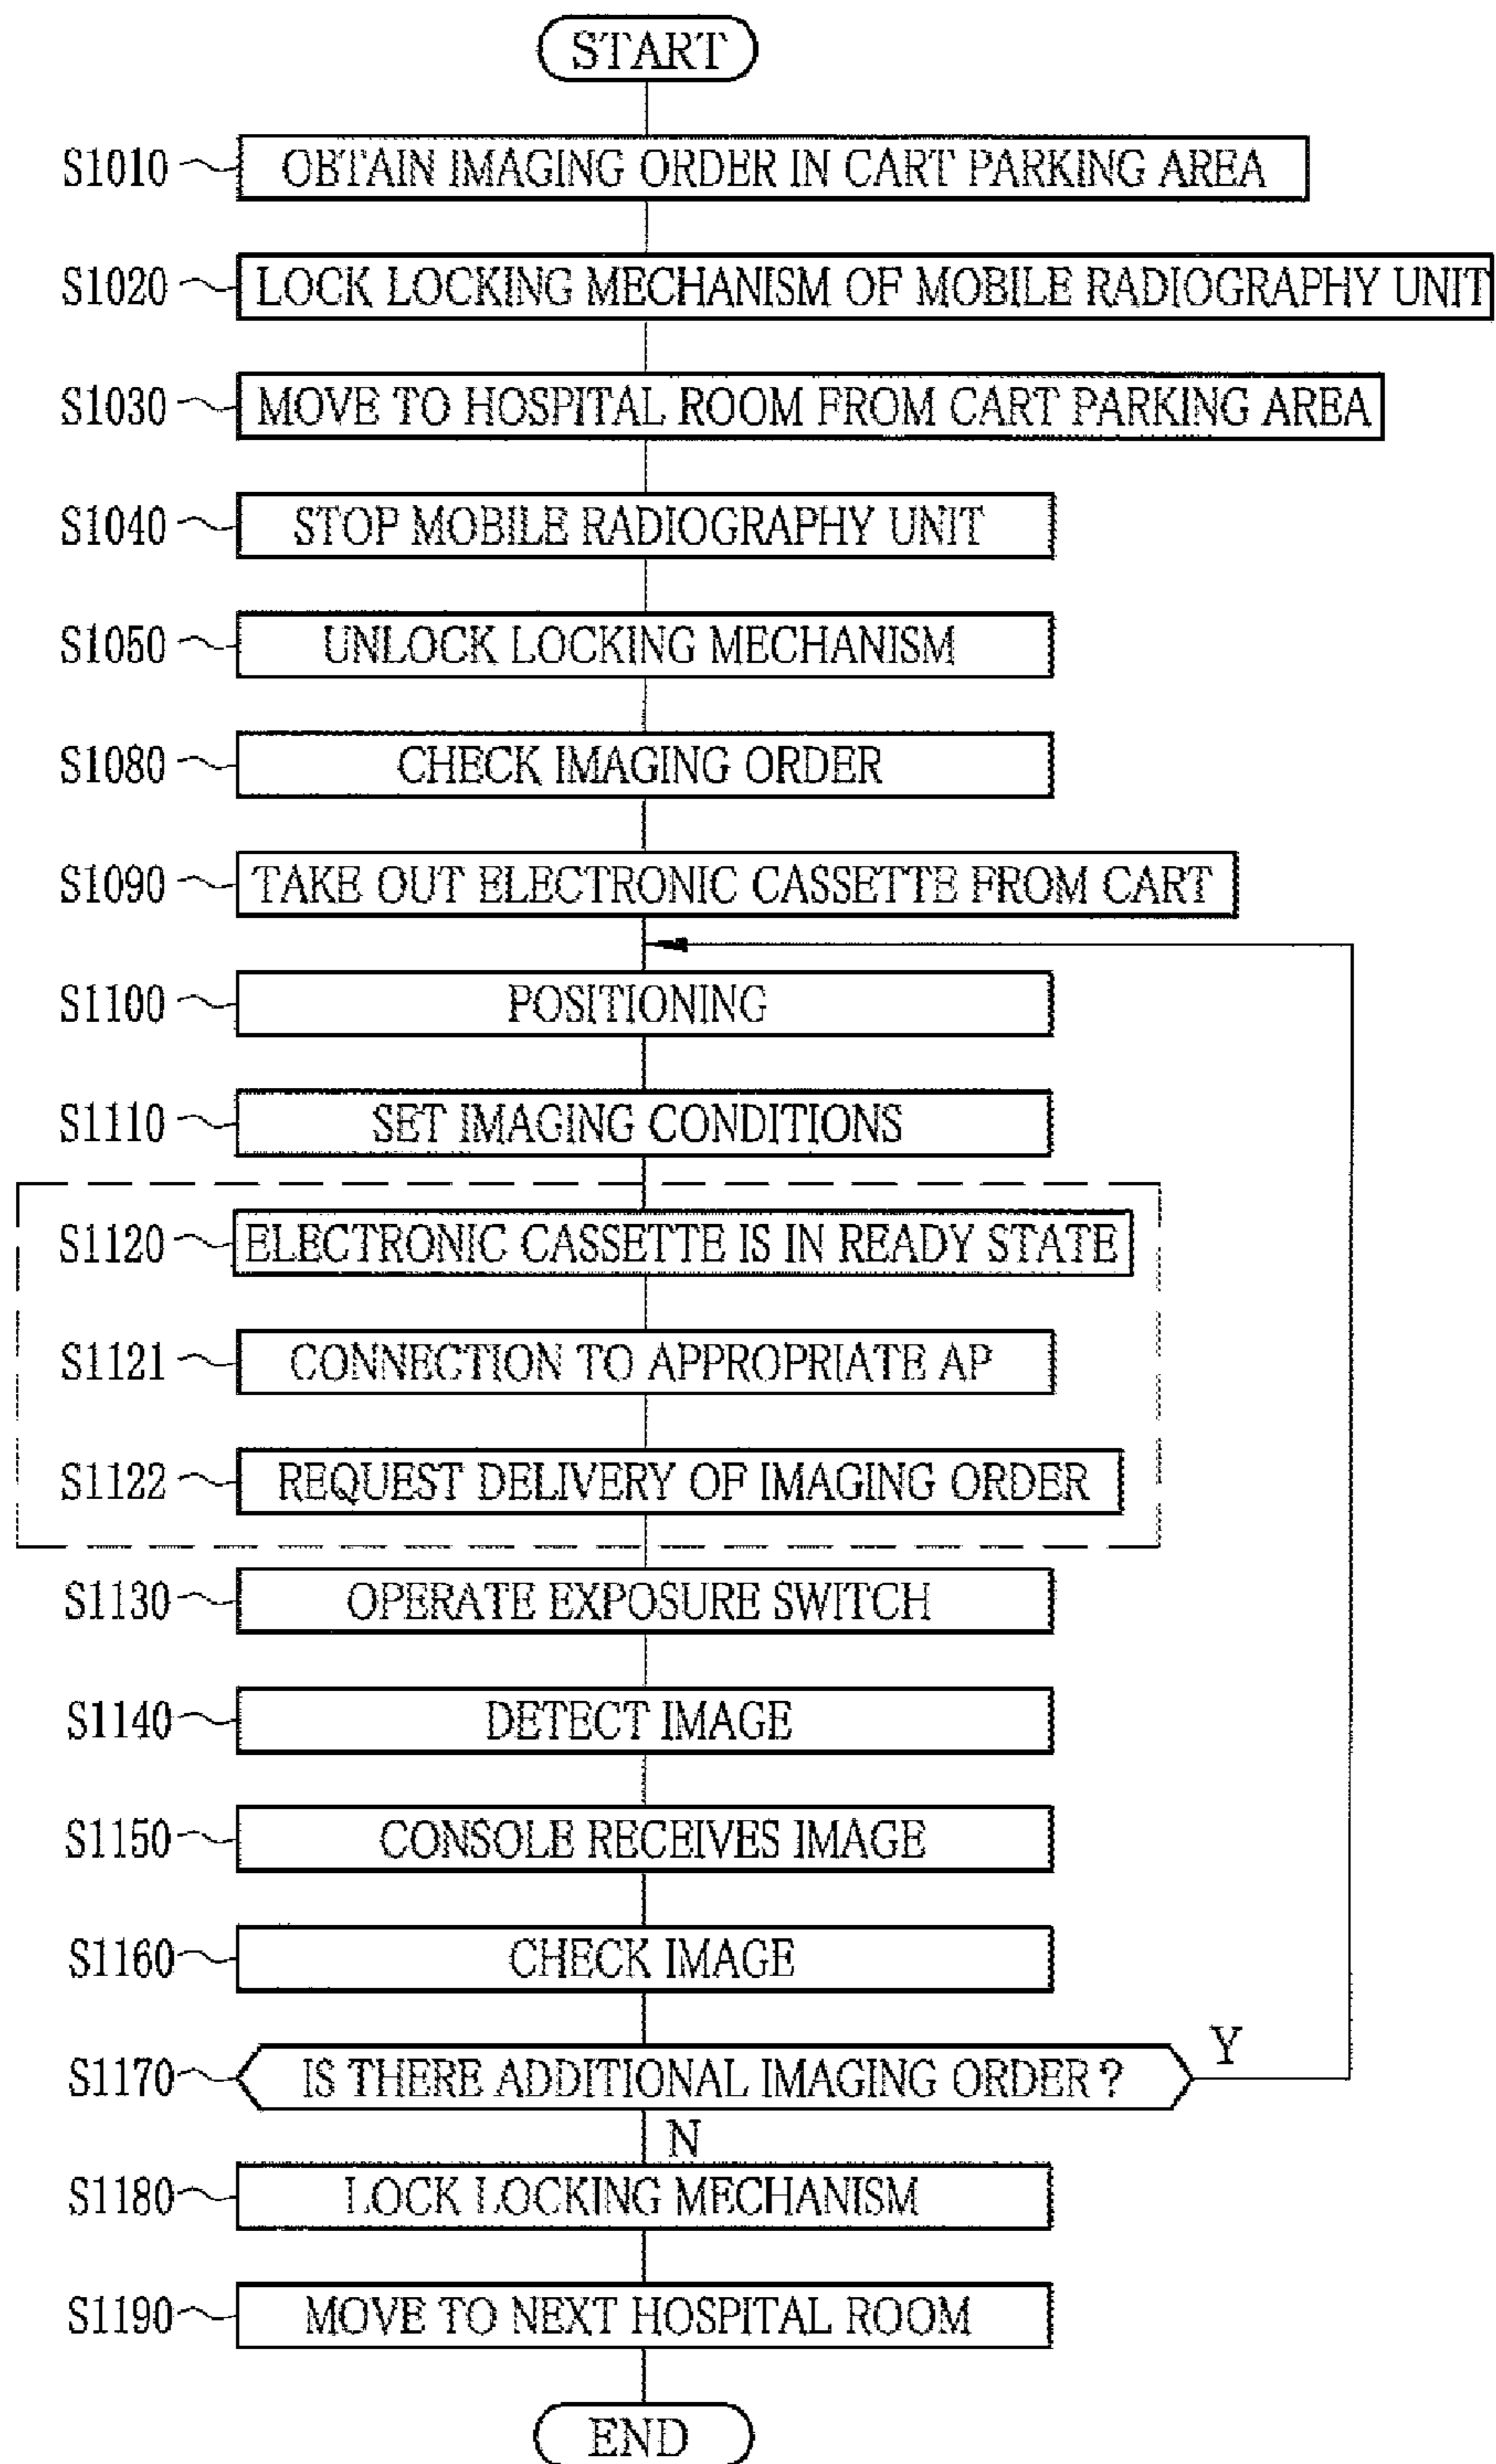 START
S1010 OBTAIN IMAGING ORDER IN CART PARKING AREA
S1020 LOCK LOCKING MECHANISM OF MOBILE RADIOGRAPHY UNIT
S1030 MOVE TO HOSPITAL ROOM FROM CART PARKING AREA
S1040 STOP MOBILE RADIOGRAPHY UNIT
S1050 UNLOCK LOCKING MECHANISM
S1080 CHECK IMAGING ORDER
S1090 TAKE OUT ELECTRONIC CASSETTE FROM CART
S1100 POSITIONING
S1110 SET IMAGING CONDITIONS
S1120 ELECTRONIC CASSETTE IS IN READY STATE
S1121 CONNECTION TO APPROPRIATE AP
S1122 REQUEST DELIVERY OF IMAGING ORDER
S1130 OPERATE EXPOSURE SWITCH
S1140 DETECT IMAGE
S1150 CONSOLE RECEIVES IMAGE
S1160 CHECK IMAGE
S1170 IS THERE ADDITIONAL IMAGING ORDER? Y
N
S1180 LOCK LOCKING MECHANISM
S1190 MOVE TO NEXT HOSPITAL ROOM
END